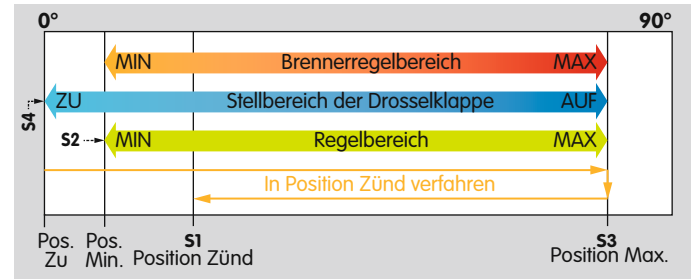 0° 90°
MIN Brennerregelbereich MAX
ZU Stellbereich der Drosselklappe AUF
S4
S2 MIN Regelbereich MAX
In Position Zünd verfahren
Pos. Pos. S1 S3
Zu Min. Position Zünd Position Max.